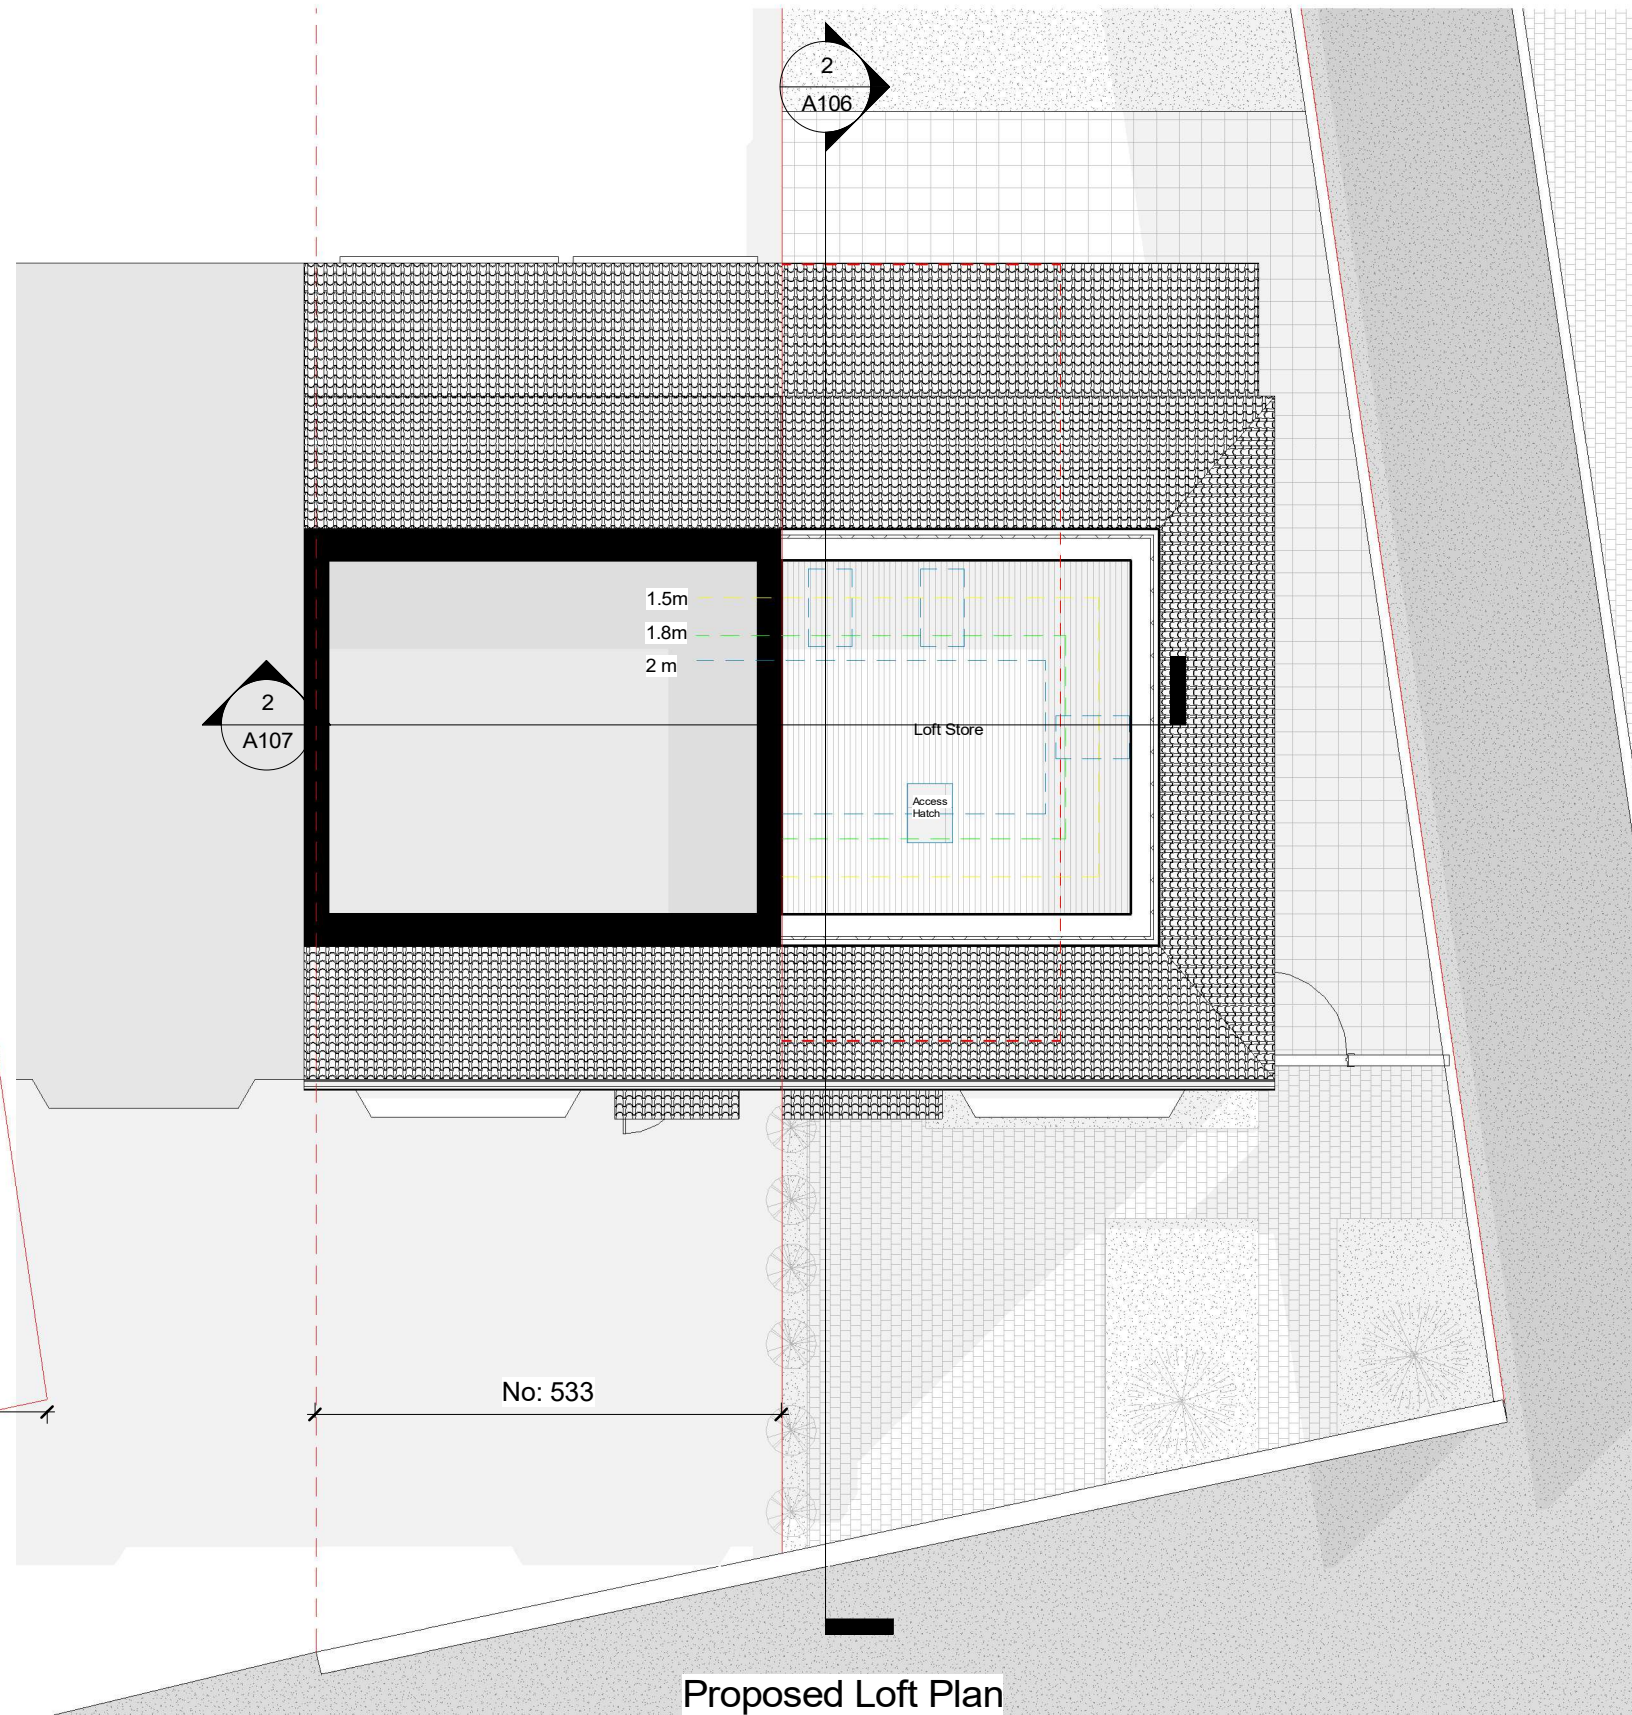 2
A106
1.5m
1.8m
2 m
2
A107
Loft Store
Access
Hatch
No: 533
Proposed Loft Plan